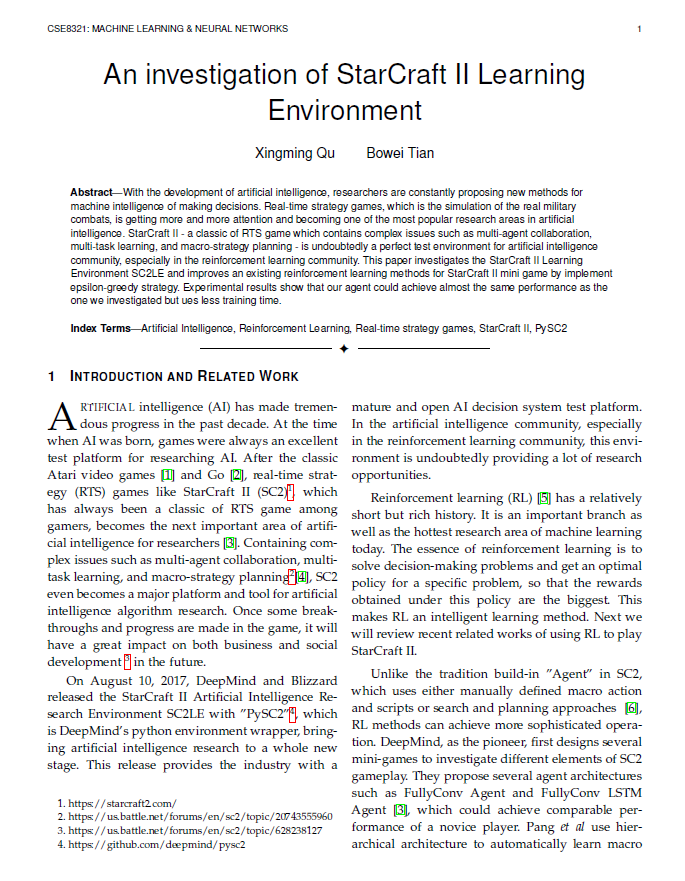 CSE8321: MACHINE LEARNING & NEURAL NETWORKS 1
An investigation of StarCraft II Learning
Environment
Xingming Qu Bowei Tian
Abstract—With the development of artificial intelligence, researchers are constantly proposing new methods for
machine intelligence of making decisions. Real-time strategy games, which is the simulation of the real military
combats, is getting more and more attention and becoming one of the most popular research areas in artificial
intelligence. StarCraft II - a classic of RTS game which contains complex issues such as multi-agent collaboration,
multi-task learning, and macro-strategy planning - is undoubtedly a perfect test environment for artificial intelligence
community, especially in the reinforcement learning community. This paper investigates the StarCraft II Learning
Environment SC2LE and improves an existing reinforcement learning methods for StarCraft II mini game by implement
epsilon-greedy strategy. Experimental results show that our agent could achieve almost the same performance as the
one we investigated but ues less training time.
Index Terms—Artificial Intelligence, Reinforcement Learning, Real-time strategy games, StarCraft II, PySC2
1 INTRODUCTION AND RELATED WORK
ARTIFICIAL intelligence (AI) has made tremen-
dous progress in the past decade. At the time
when AI was born, games were always an excellent
test platform for researching AI. After the classic
Atari video games [1] and Go [2], real-time strat-
egy (RTS) games like StarCraft II (SC2)1, which
has always been a classic of RTS game among
gamers, becomes the next important area of artifi-
cial intelligence for researchers [3]. Containing com-
plex issues such as multi-agent collaboration, multi-
task learning, and macro-strategy planning2[4], SC2
even becomes a major platform and tool for artificial
intelligence algorithm research. Once some break-
throughs and progress are made in the game, it will
have a great impact on both business and social
development 3 in the future.
On August 10, 2017, DeepMind and Blizzard
released the StarCraft II Artificial Intelligence Re-
search Environment SC2LE with ”PySC2”4, which
is DeepMind's python environment wrapper, bring-
ing artificial intelligence research to a whole new
stage. This release provides the industry with a
1. https://starcraft2.com/
2. https://us.battle.net/forums/en/sc2/topic/20743555960
3. https://us.battle.net/forums/en/sc2/topic/628238127
4. https://github.com/deepmind/pysc2
mature and open AI decision system test platform.
In the artificial intelligence community, especially
in the reinforcement learning community, this envi-
ronment is undoubtedly providing a lot of research
opportunities.
Reinforcement learning (RL) [5] has a relatively
short but rich history. It is an important branch as
well as the hottest research area of machine learning
today. The essence of reinforcement learning is to
solve decision-making problems and get an optimal
policy for a specific problem, so that the rewards
obtained under this policy are the biggest. This
makes RL an intelligent learning method. Next we
will review recent related works of using RL to play
StarCraft II.
Unlike the tradition build-in ”Agent” in SC2,
which uses either manually defined macro action
and scripts or search and planning approaches [6],
RL methods can achieve more sophisticated opera-
tion. DeepMind, as the pioneer, first designs several
mini-games to investigate different elements of SC2
gameplay. They propose several agent architectures
such as FullyConv Agent and FullyConv LSTM
Agent [3], which could achieve comparable per-
formance of a novice player. Pang et al use hier-
archical architecture to automatically learn macro